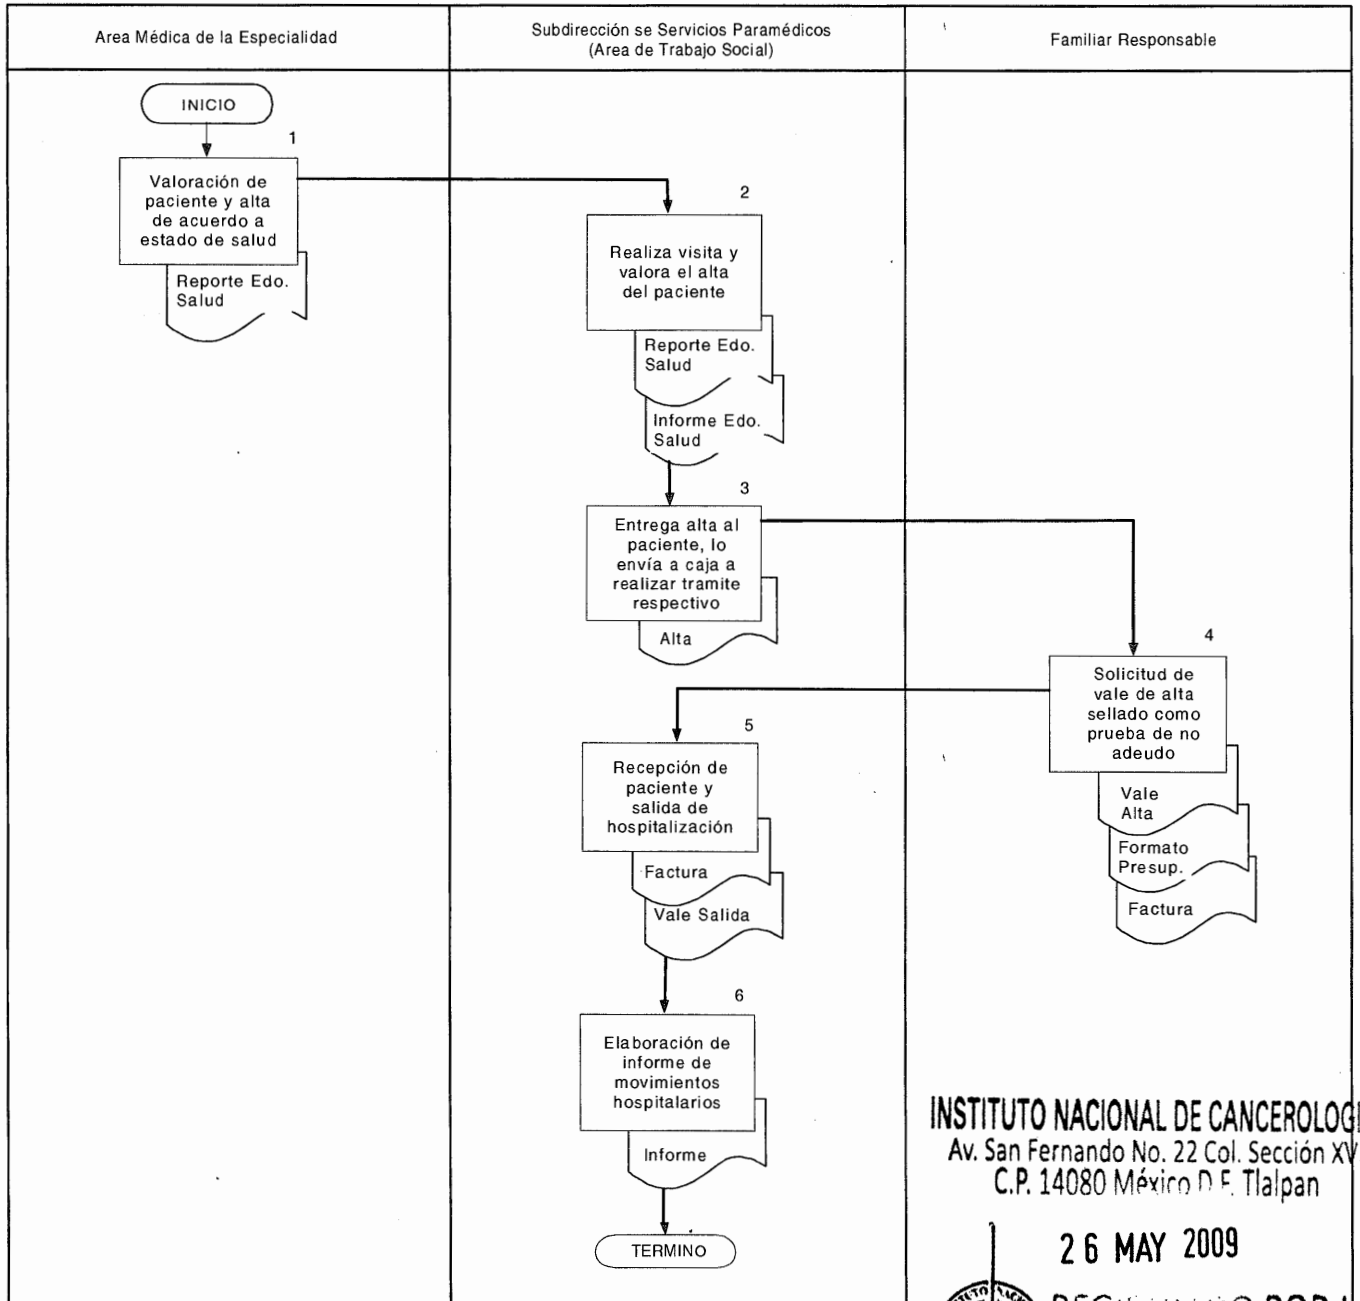 Area Médica de la Especialidad
Subdirección se Servicios Paramédicos
(Area de Trabajo Social)
Familiar Responsable
INICIO
1
Valoración de
paciente y alta
de acuerdo a
estado de salud
Reporte Edo.
Salud
2
Realiza visita y
valora el alta
del paciente
Reporte Edo.
Salud
Informe Edo.
Salud
3
Entrega alta al
paciente, lo
envía a caja a
realizar tramite
respectivo
Alta
4
Solicitud de
vale de alta
sellado como
prueba de no
adeudo
Vale
Alta
Formato
Presup.
Factura
5
Recepción de
paciente y
salida de
hospitalización
Factura
Vale Salida
6
Elaboración de
informe de
movimientos
hospitalarios
Informe
TERMINO
INSTITUTO NACIONAL DE CANCEROLOGI
Av. San Fernando No. 22 Col. Sección XV
C.P. 14080 México D.F. Tlalpan
26 MAY 2009
POR